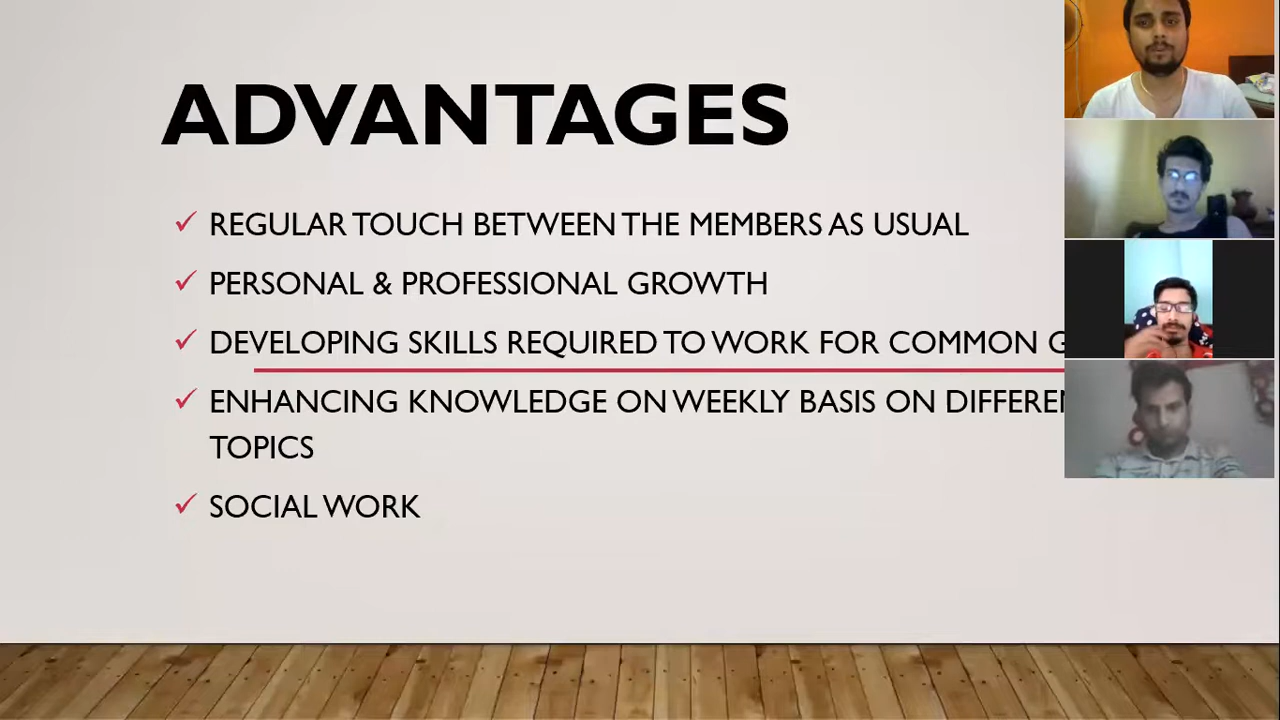 ADVANTAGES
REGULAR TOUCH BETWEEN THE MEMBERS AS USUAL
PERSONAL & PROFESSIONAL GROWTH
DEVELOPING SKILLS REQUIRED TO WORK FOR COMMON
ENHANCING KNOWLEDGE ON WEEKLY BASIS ON
TOPICS
SOCIAL WORK